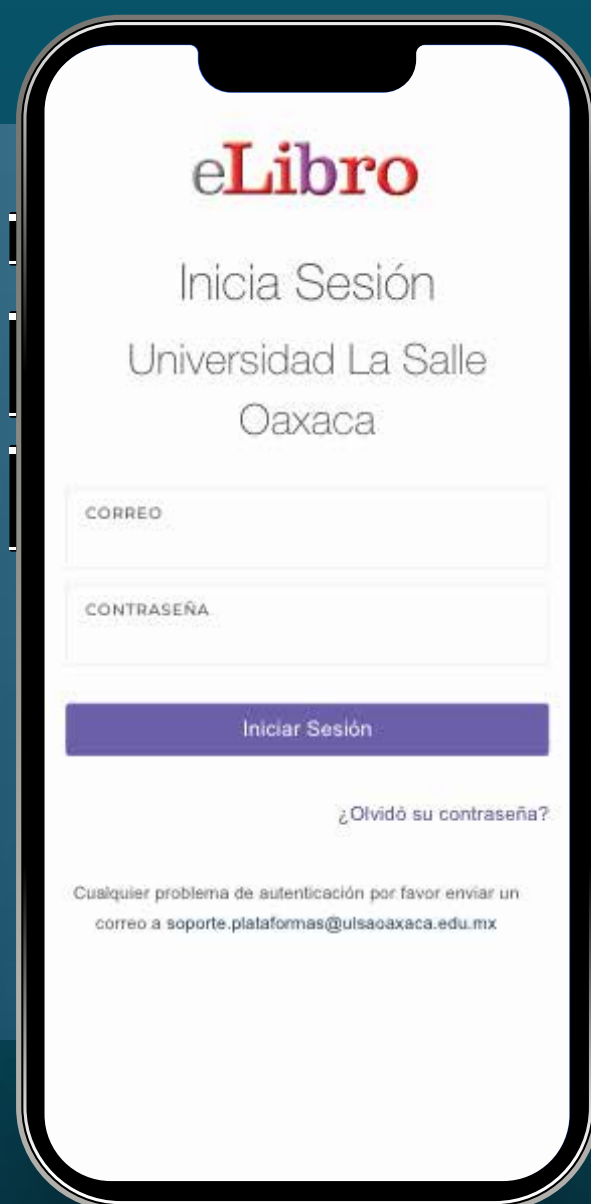 eLibro
Inicia Sesión
Universidad La Salle
Oaxaca
CORREO
CONTRASEÑA
Iniciar Sesión
¿Olvidó su contraseña?
Cualquier problema de autenticación por favor enviar un
correo a soporte.plataformas@ulsaoaxaca.edu.mx